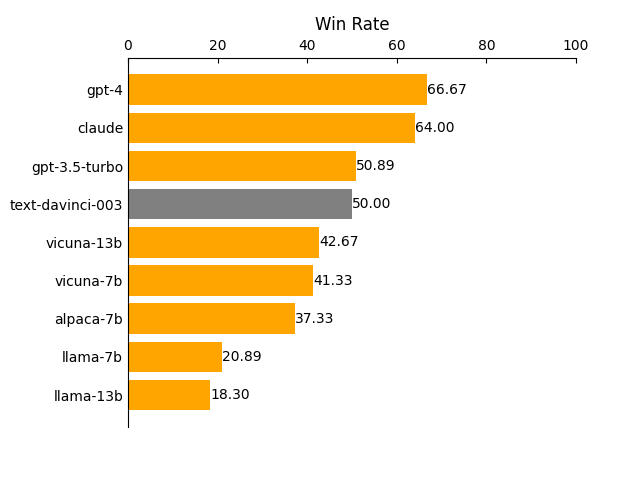 Win Rate
0 20 40 60 80 100
gpt-4 66.67
claude 64.00
gpt-3.5-turbo 50.89
text-davinci-003 50.00
vicuna-13b 42.67
vicuna-7b 41.33
alpaca-7b 37.33
llama-7b 20.89
llama-13b 18.30